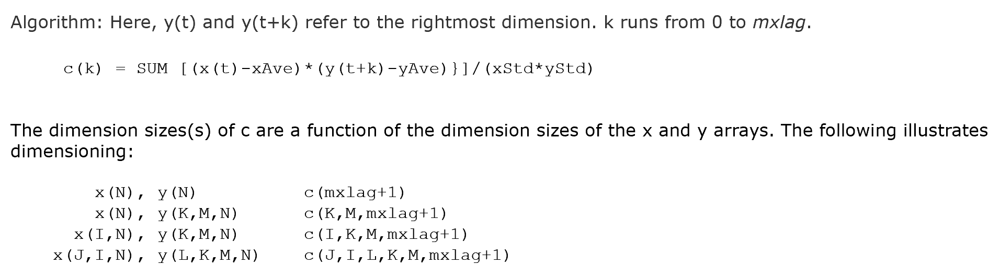 Algorithm: Here, y(t) and y(t+k) refer to the rightmost dimension. k runs from 0 to mxlag.
c(k) = SUM [(x(t)-xAve)*(y(t+k)-yAve)}]/(xStd*yStd)
The dimension sizes(s) of c are a function of the dimension sizes of the x and y arrays. The following illustrates
dimensioning:
x(N), y(N) c(mxlag+1)
x(N), y(K,M,N) c(K,M,mxlag+1)
x(I,N), y(K,M,N) c(I,K,M,mxlag+1)
x(J,I,N), y(L,K,M,N) c(J,I,L,K,M,mxlag+1)